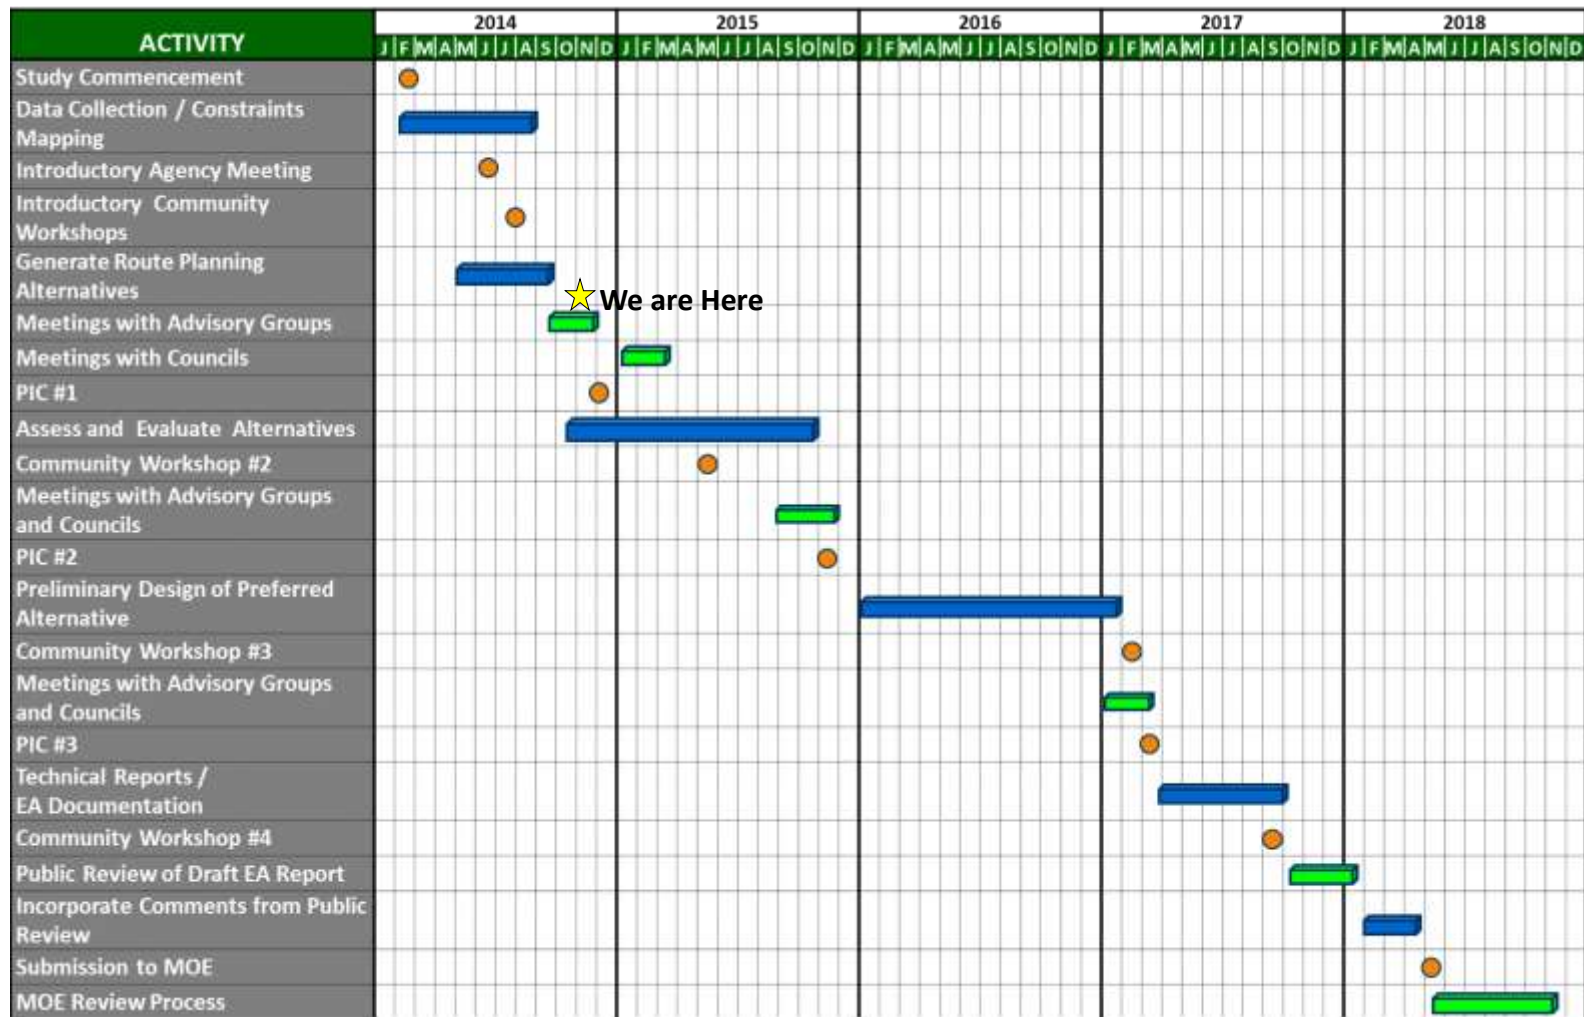 2014 2015 2016 2017 2018
ACTIVITY
J F M A M J J A S O N D J F M A M J J A S O N D J F M A M J J A S O N D J F M A M J J A S O N D J F M A M J J A S O N D
Study Commencement
Data Collection / Constraints
Mapping
Introductory Agency Meeting
Introductory Community
Workshops
Generate Route Planning
Alternatives
We are Here
Meetings with Advisory Groups
Meetings with Councils
PIC #1
Assess and Evaluate Alternatives
Community Workshop #2
Meetings with Advisory Groups
and Councils
PIC #2
Preliminary Design of Preferred
Alternative
Community Workshop #3
Meetings with Advisory Groups
and Councils
PIC #3
Technical Reports /
EA Documentation
Community Workshop #4
Public Review of Draft EA Report
Incorporate Comments from Public
Review
Submission to MOE
MOE Review Process